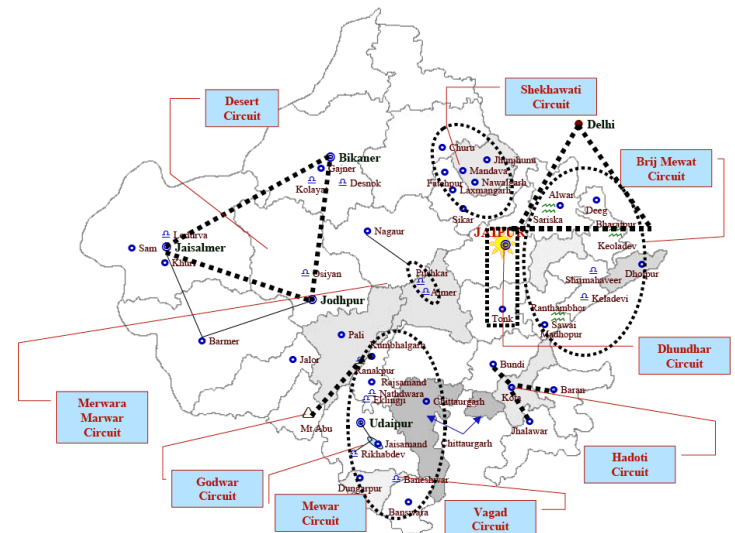 Shekhawati
Circuit
Desert
Circuit
Delhi
Churu
Jhunjhunu
Bikaner
Gajner
Mandava
Brij Mewat
Circuit
Fatehpur
Nawalgarh
Kolayat
Desnok
Laxmangarh
Alwar
Sariska
Deeg
Sikar
Bharatpur
Nagaur
JAIPUR
Lodurva
Keoladev
Sam
Jaisalmer
Khuri
Osiyan
Pushkar
Ajmer
Shrimahaveer
Dholpur
Keladevi
Jodhpur
Ranthambhor
Tonk
Sawai
Madhopur
Pali
Barmer
Kumbhalgarh
Jalor
Ranakpur
Bundi
Dhundhar
Circuit
Rajsamand
Nathdwara
Eklingji
Kota
Baran
Merwara
Marwar
Circuit
Chittaurgarh
Mt.Abu
Udaipur
Jhalawar
Chittaurgarh
Jaisamand
Rikhabdev
Hadoti
Circuit
Godwar
Circuit
Dungarpur
Baneshwar
Mewar
Circuit
Banswara
Vagad
Circuit